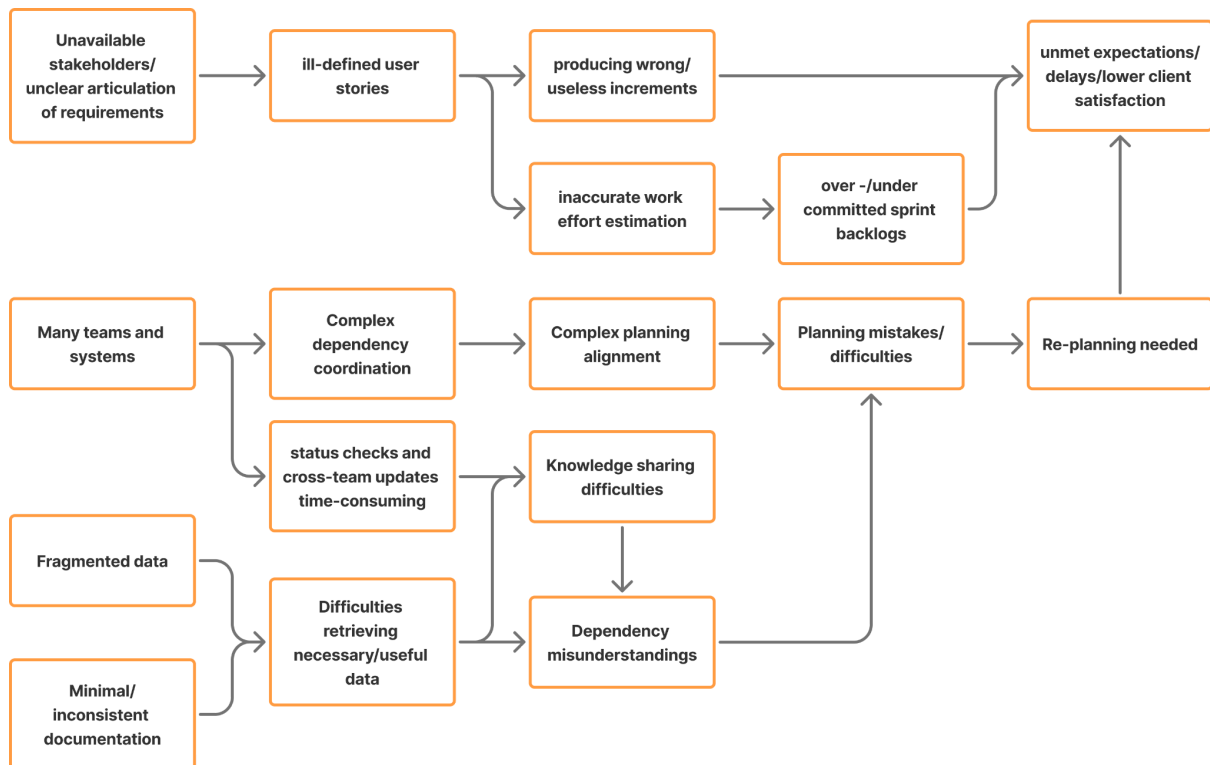 Unavailable
stakeholders/
unclear articulation
of requirements
ill-defined user
stories
producing wrong/
useless increments
unmet expectations/
delays/lower client
satisfaction
inaccurate work
effort estimation
over -/under
committed sprint
backlogs
Many teams and
systems
Complex
dependency
coordination
Complex planning
alignment
Planning mistakes/
difficulties
Re-planning needed
status checks and
cross-team updates
time-consuming
Knowledge sharing
difficulties
Fragmented data
Difficulties
retrieving
necessary/useful
data
Dependency
misunderstandings
Minimal/
inconsistent
documentation